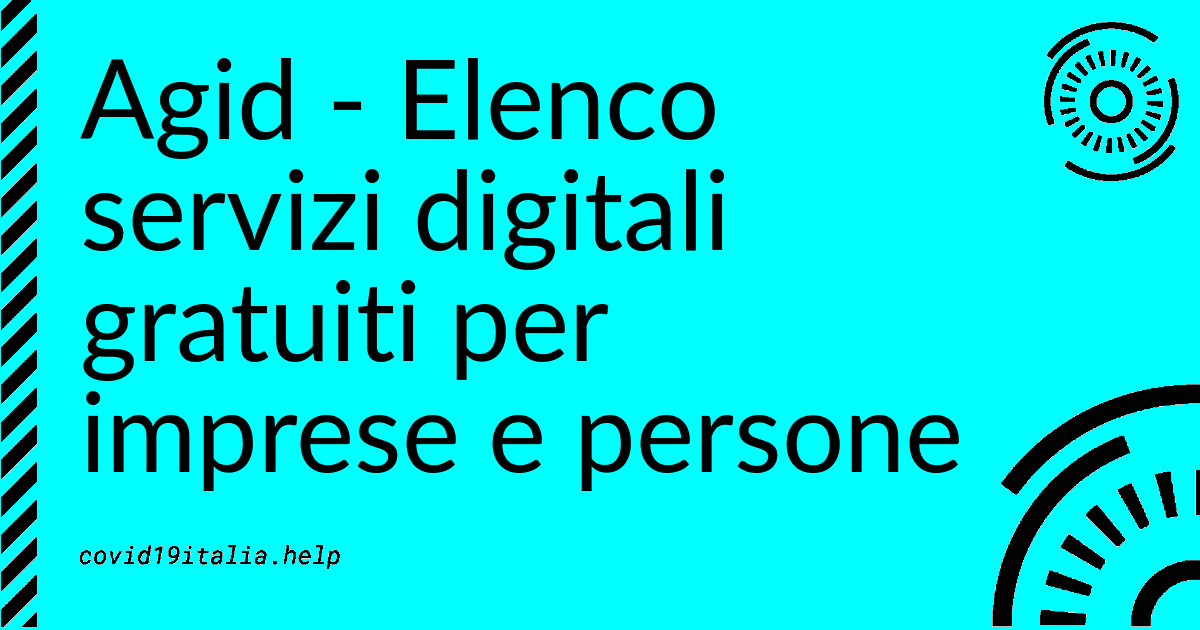 Agid - Elenco
servizi digitali
gratuiti per
imprese e persone
covid19italia.help